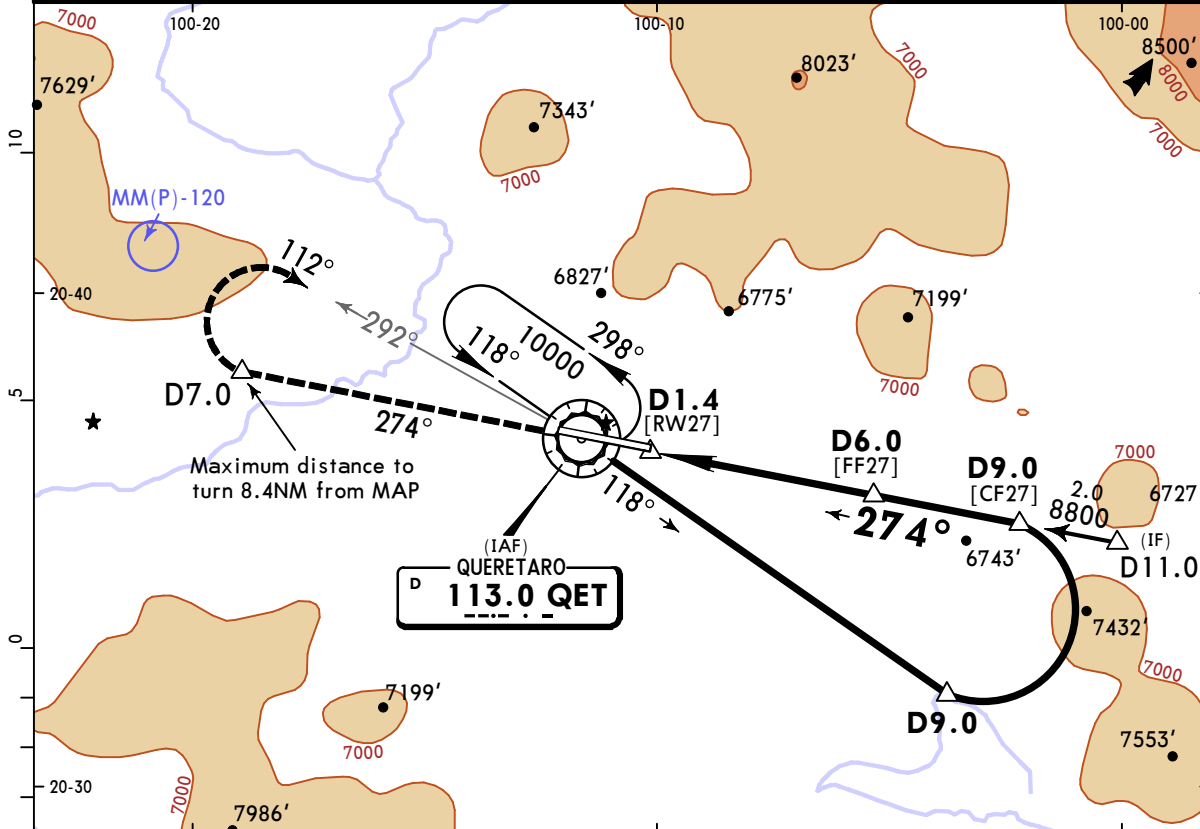 7000
100-20
100-10
100-00
7629'
8023'
7000
8500'
8000
7000
10
7343'
7000
MM(P)-120
112°
20-40
292°
6827'
6775'
7199'
7000
118°
10000
298°
5
D7.0
274°
D1.4
[RW27]
Maximum distance to
turn 8.4NM from MAP
D6.0
[FF27]
D9.0
[CF27]
7000
2.0
8800
6727
118°
274°
6743'
(IF)
D11.0
(IAF)
QUERETARO
D
113.0 QET
7432'
7000
0
7199'
7000
D9.0
7553'
20-30
7000
7986'